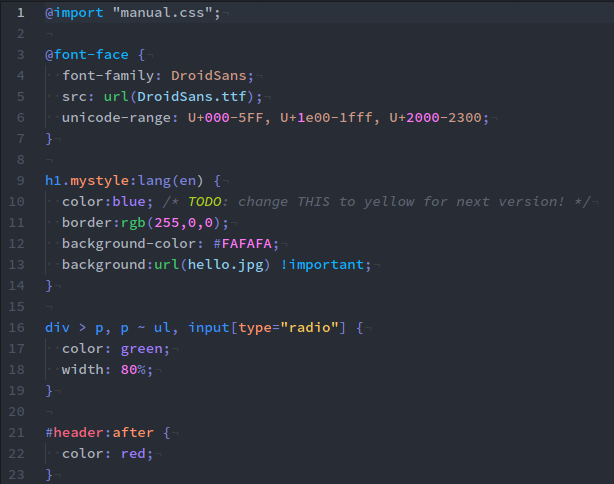 1 @import "manual.css";
2
3 @font-face {
4   font-family: DroidSans;
5   src: url(DroidSans.ttf);
6   unicode-range: U+000-5FF, U+1e00-1fff, U+2000-2300;
7 }
8
9 h1.mystyle:lang(en) {
10   color:blue; /* TODO: change THIS to yellow for next version! */
11   border:rgb(255,0,0);
12   background-color: #FAFAFA;
13   background:url(hello.jpg) !important;
14 }
15
16 div > p, p ~ ul, input[type="radio"] {
17   color: green;
18   width: 80%;
19 }
20
21 #header:after {
22   color: red;
23 }